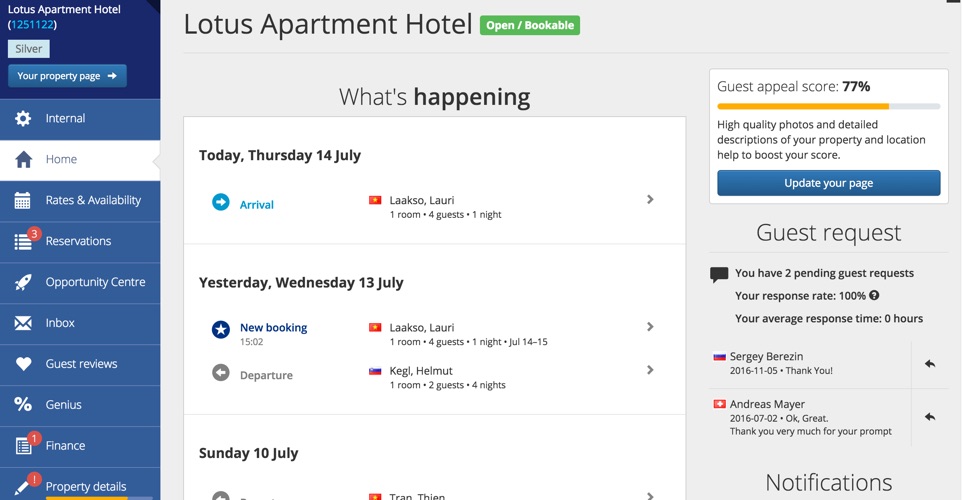 Lotus Apartment Hotel
(1251122)
Silver
Your property page
Internal
Home
Rates & Availability
3
Reservations
Opportunity Centre
Inbox
Guest reviews
Genius
1
Finance
!
Property details
Lotus Apartment Hotel Open / Bookable
What's happening
Today, Thursday 14 July
Arrival
Laakso, Lauri
1 room • 4 guests • 1 night
Yesterday, Wednesday 13 July
New booking
15:02
Laakso, Lauri
1 room • 4 guests • 1 night • Jul 14–15
Departure
Kegl, Helmut
1 room • 2 guests • 4 nights
Sunday 10 July
Tran, Thien
Guest appeal score: 77%
High quality photos and detailed
descriptions of your property and location
help to boost your score.
Update your page
Guest request
You have 2 pending guest requests
Your response rate: 100% ?
Your average response time: 0 hours
Sergey Berezin
2016-11-05 • Thank You!
Andreas Mayer
2016-07-02 • Ok, Great.
Thank you very much for your prompt
Notifications